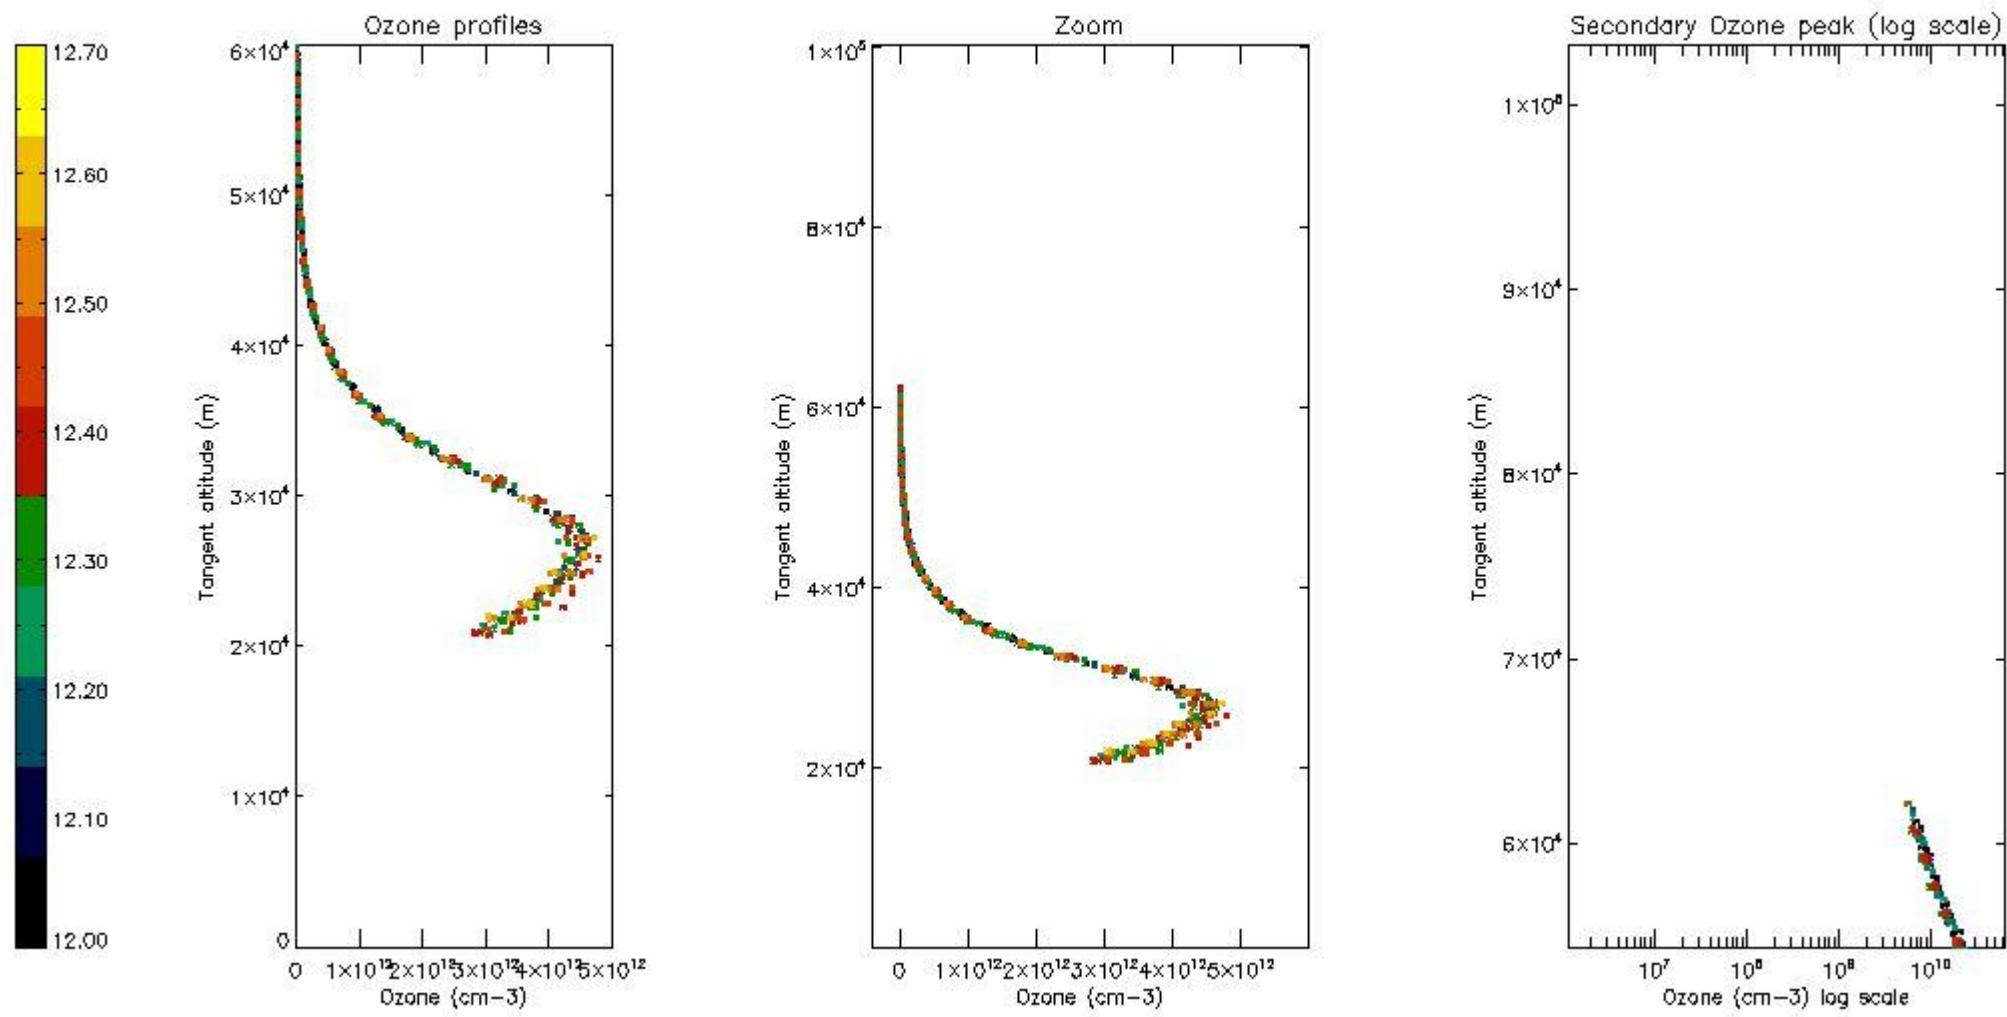 Ozone profiles
Zoom
Secondary Ozone peak (log scale)
12.70
12.60
12.50
12.40
12.30
12.20
12.10
12.00
6×10⁴
5×10⁴
4×10⁴
3×10⁴
2×10⁴
1×10⁴
0
Tangent altitude (m)
0 1×10¹² 2×10¹² 3×10¹² 4×10¹² 5×10¹²
Ozone (cm−3)
1×10⁵
8×10⁴
6×10⁴
4×10⁴
2×10⁴
Tangent altitude (m)
0 1×10¹² 2×10¹² 3×10¹² 4×10¹² 5×10¹²
Ozone (cm−3)
9×10⁴
8×10⁴
7×10⁴
6×10⁴
Tangent altitude (m)
10⁷ 10¹⁰
Ozone (cm−3) log scale